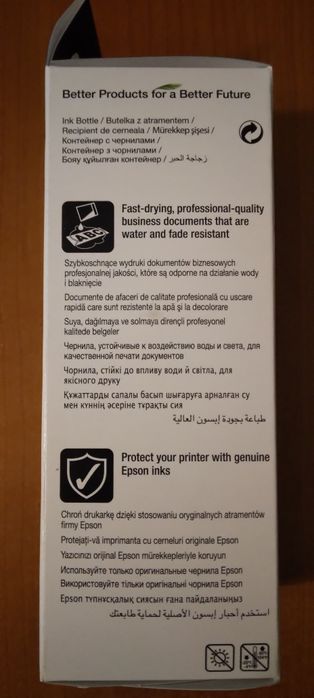 Better Products for a Better Future
Ink Bottle / Butelka z atramentem /
Recipient de cerneala / Mürekkep şişesi /
Контейнер с чернилами /
Контейнер з чорнилами /
Бояу құйылған контейнер / زجاجة الحبر
ABC
Fast-drying, professional-quality
business documents that are
water and fade resistant
Szybkoschnące wydruki dokumentów biznesowych
profesjonalnej jakości, które są odporne na działanie wody
i blaknięcie
Documente de afaceri de calitate profesională cu uscare
rapidă care sunt rezistente la apă şi la decolorare
Suya, dağılmaya ve solmaya dirençli profesyonel
kalitede belgeler
Чернила, устойчивые к воздействию воды и света, для
качественной печати документов
Чорнила, стійкі до впливу води й світла, для
якісного друку
Құжаттарды сапалы басып шығаруға арналған су
мен күннің әсеріне тұрақты сия
طباعة بجودة إبسون العالية
Protect your printer with genuine
Epson inks
Chroń drukarkę dzięki stosowaniu oryginalnych atramentów
firmy Epson
Protejaţi-vă imprimanta cu cerneluri originale Epson
Yazıcınızı orijinal Epson mürekkepleriyle koruyun
Используйте только оригинальные чернила Epson
Використовуйте тільки оригінальні чорнила Epson
Epson түпнұсқалық сиясын ғана пайдаланыңыз
استخدم أحبار إبسون الأصلية لحماية طابعتك